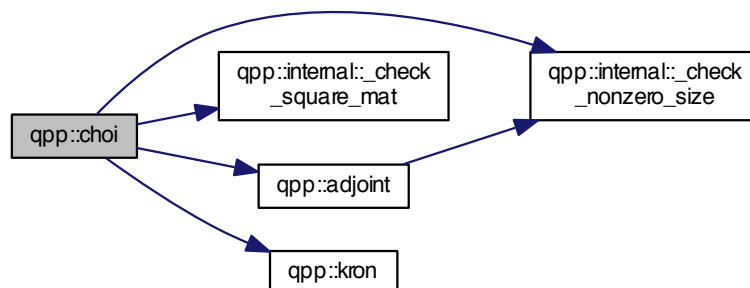 qpp::choi
qpp::internal::_check
_square_mat
qpp::internal::_check
_nonzero_size
qpp::adjoint
qpp::kron